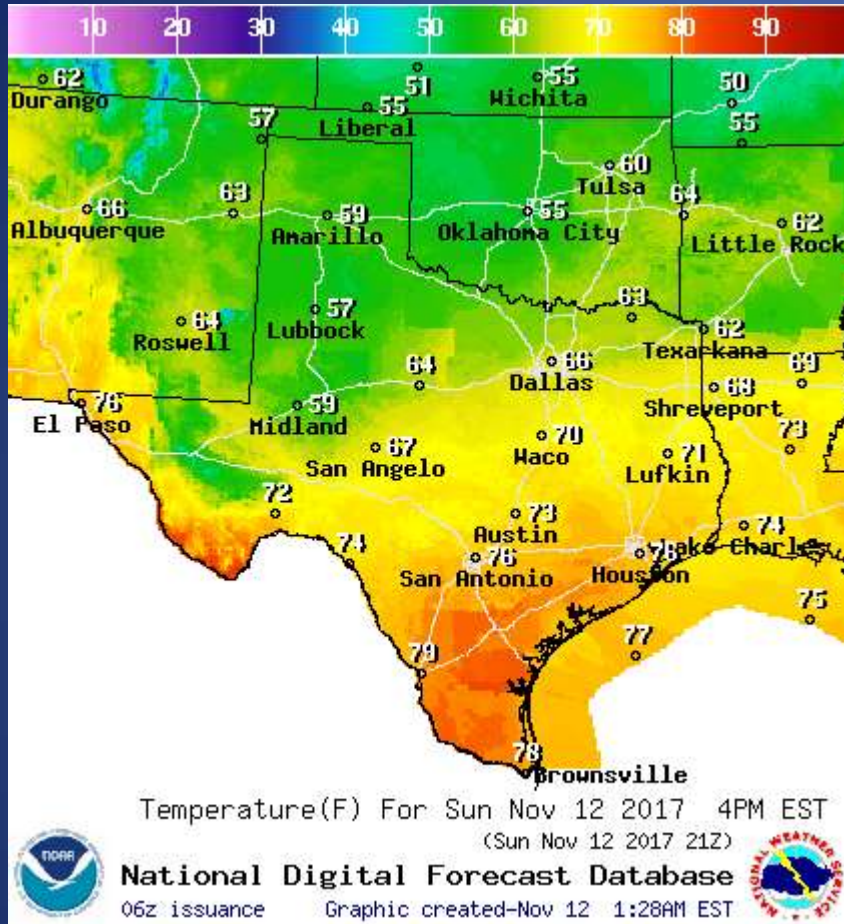 10 20 30 40 50 60 70 80 90
62 51 55 50
Durango Wichita
55
Liberal
57 55
60
Tulsa
66 63 59 55 64 62
Albuquerque Amarillo Oklahoma City Little Rock
64 57 63
Roswell Lubbock 62
Texarkana
66
64 Dallas 68 69
Shreveport
76 59
El Paso Midland
67 70 71 73
San Angelo Waco Lufkin
72 73 74
Austin Lake Charles
74 76 76
San Antonio Houston
75
77
79
78
Brownsville
Temperature(F) For Sun Nov 12 2017 4PM EST
(Sun Nov 12 2017 21Z)
National Digital Forecast Database
06z issuance Graphic created-Nov 12 1:28AM EST
NOAA
NATIONAL WEATHER SERVICE